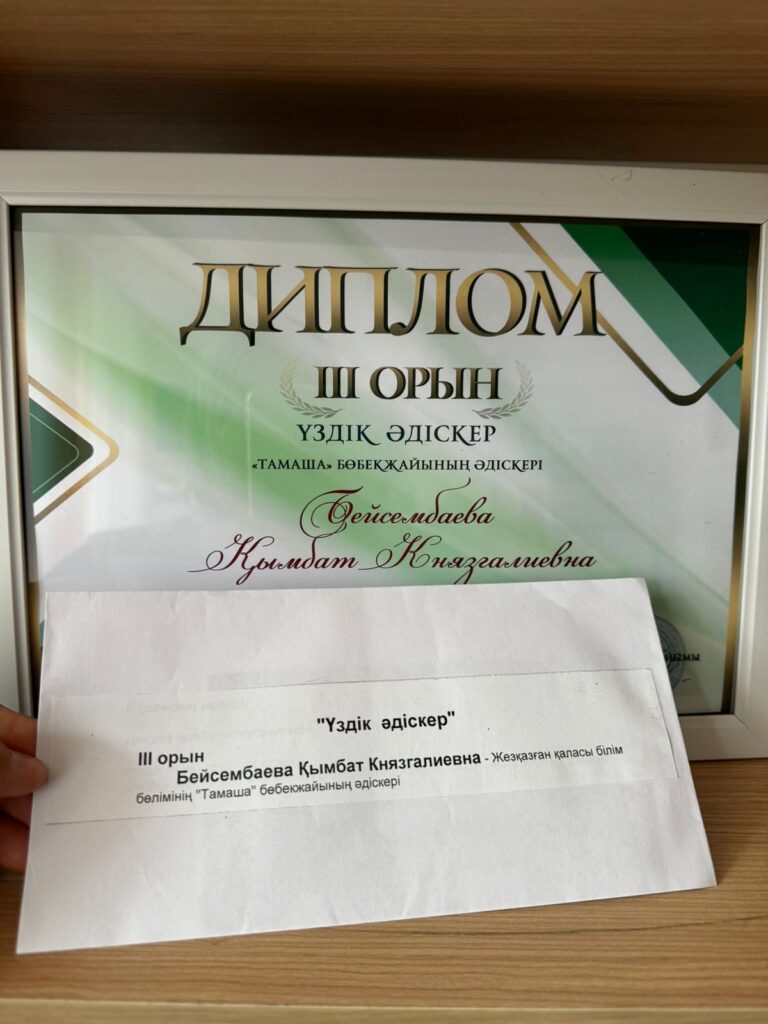 ДИПЛОМ
III ОРЫН
ҮЗДІК ӘДІСКЕР
«ТАМАША» БӨБЕКЖАЙЫНЫҢ ӘДІСКЕРІ
Бейсембаева
Қымбат Князгалиевна
"Үздік әдіскер"
III орын
Бейсембаева Қымбат Князгалиевна - Жезқазған қаласы білім
бөлімінің "Тамаша" бөбекжайының әдіскері